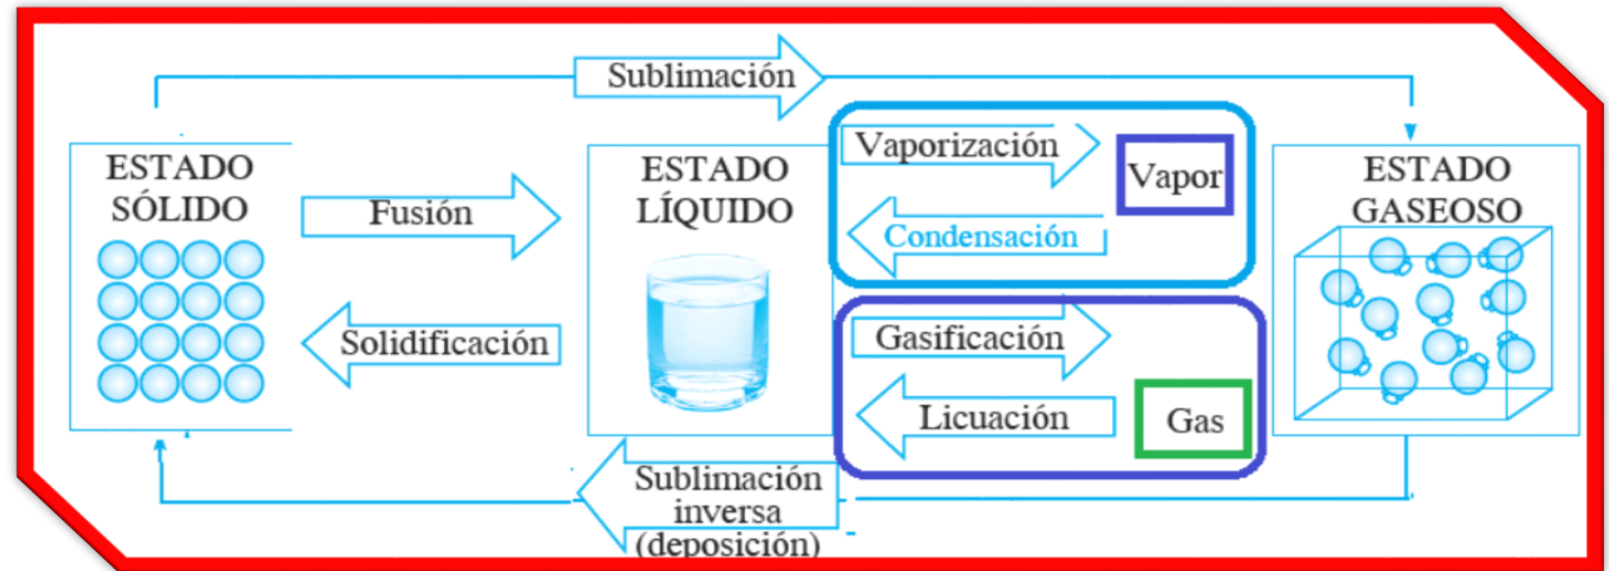 Sublimación
ESTADO
SÓLIDO
Fusión
Solidificación
ESTADO
LÍQUIDO
Vaporización
Vapor
Condensación
Gasificación
Licuación
Gas
ESTADO
GASEOSO
Sublimación
inversa
(deposición)